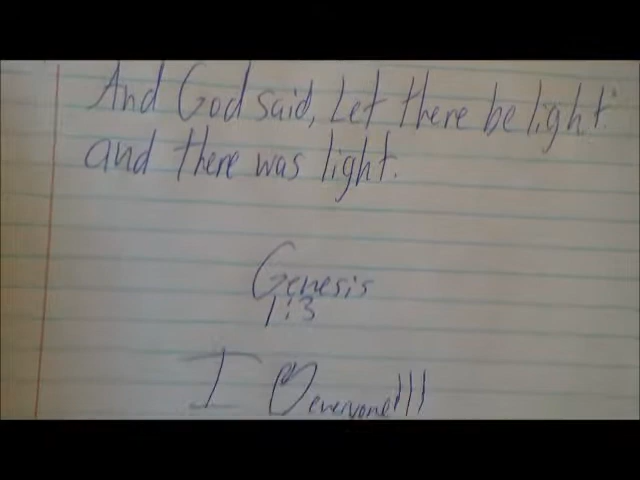 And God said, Let there be light:
and there was light.
Genesis
1:3
I ♡ everyone!!!